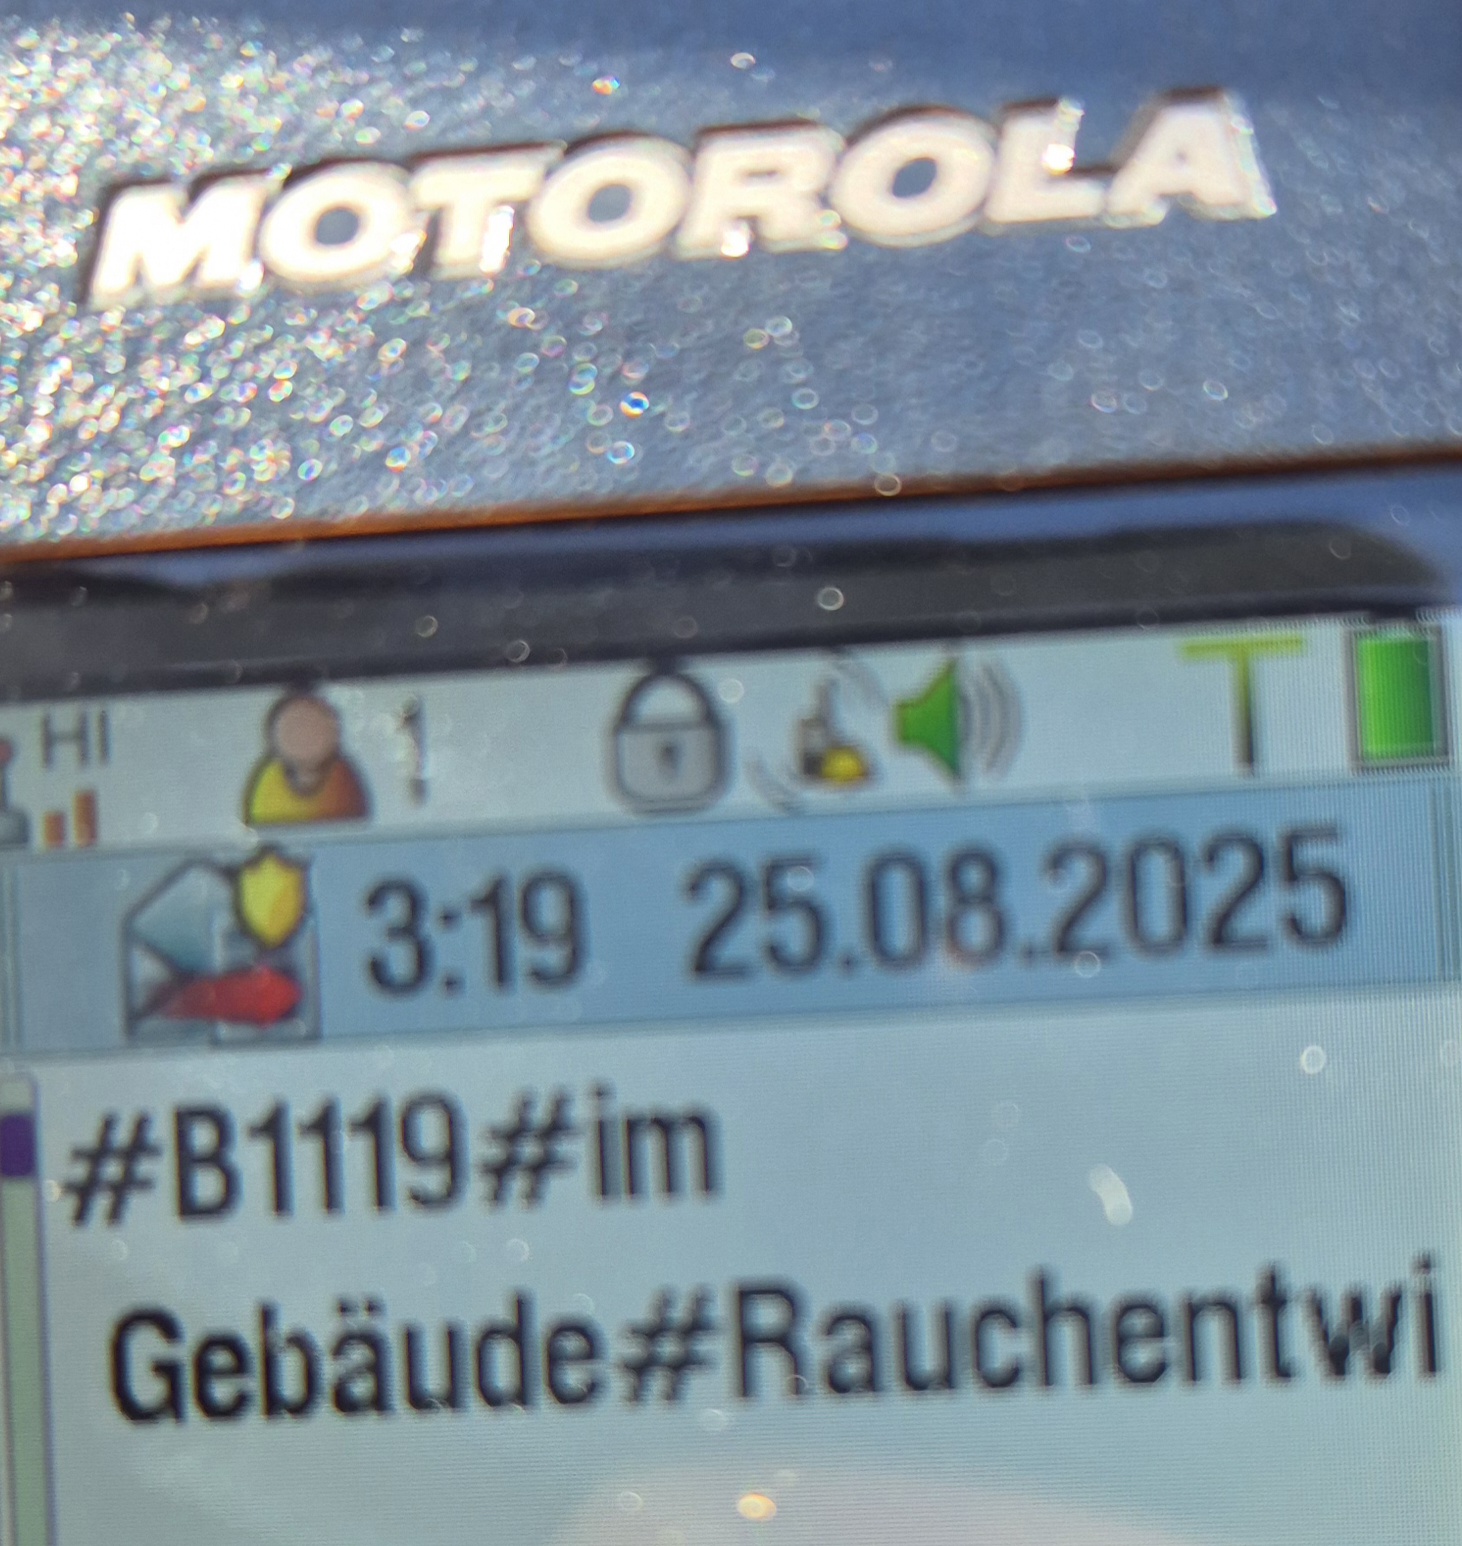 MOTOROLA
HI 1
3:19 25.08.2025
#B1119#im
Gebäude#Rauchentwi